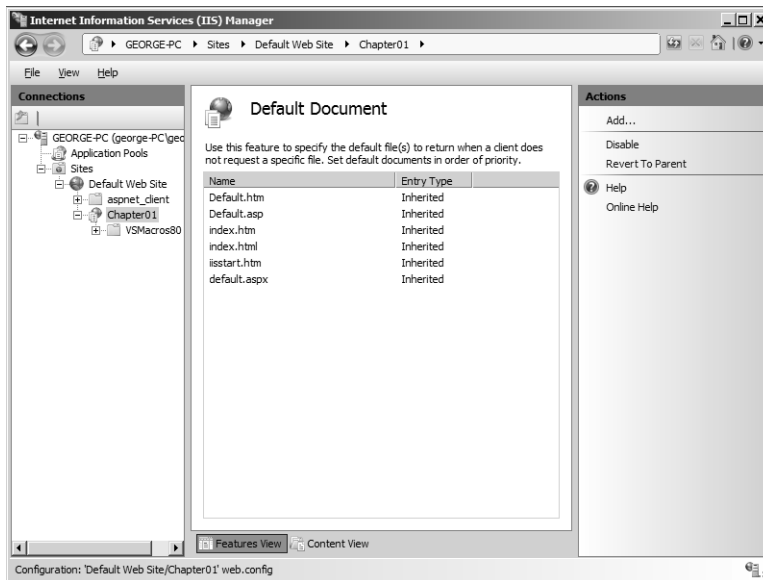 Internet Information Services (IIS) Manager
GEORGE-PC Sites Default Web Site Chapter01
File View Help
Connections
GEORGE-PC (george-PC\geo
Application Pools
Sites
Default Web Site
aspnet_client
Chapter01
VSMacros80
Default Document
Use this feature to specify the default file(s) to return when a client does
not request a specific file. Set default documents in order of priority.
Name Entry Type
Default.htm Inherited
Default.asp Inherited
index.htm Inherited
index.html Inherited
iisstart.htm Inherited
default.aspx Inherited
Features View Content View
Actions
Add...
Disable
Revert To Parent
Help
Online Help
Configuration: 'Default Web Site/Chapter01' web.config